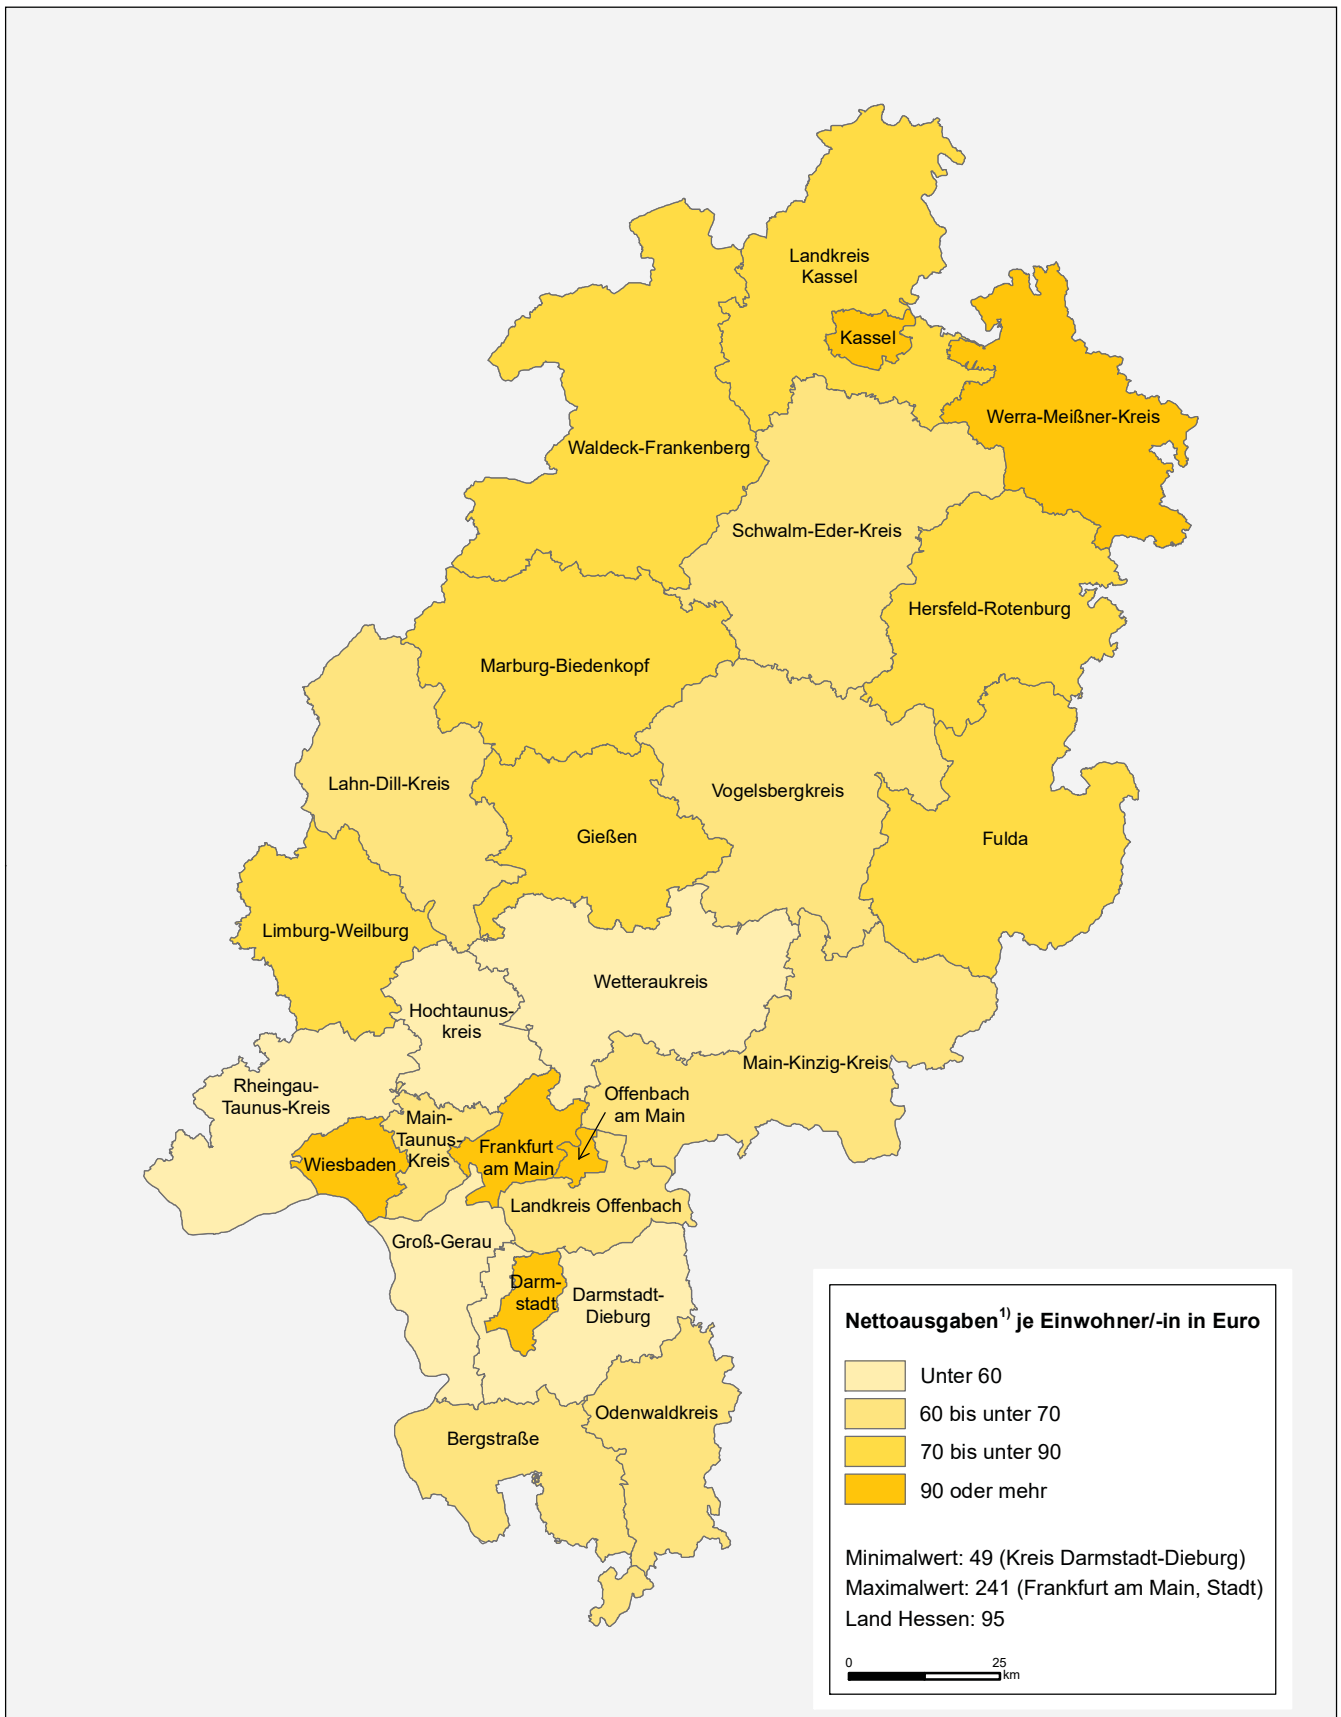 Landkreis
Kassel
Kassel
Werra-Meißner-Kreis
Waldeck-Frankenberg
Schwalm-Eder-Kreis
Hersfeld-Rotenburg
Marburg-Biedenkopf
Lahn-Dill-Kreis
Vogelsbergkreis
Gießen
Fulda
Limburg-Weilburg
Wetteraukreis
Hochtaunus-
kreis
Main-Kinzig-Kreis
Rheingau-
Taunus-Kreis
Offenbach
am Main
Main-
Taunus-
Kreis
Frankfurt
am Main
Wiesbaden
Landkreis Offenbach
Groß-Gerau
Darm-
stadt
Darmstadt-
Dieburg
Odenwaldkreis
Bergstraße
Nettoausgaben¹⁾ je Einwohner/-in in Euro
Unter 60
60 bis unter 70
70 bis unter 90
90 oder mehr
Minimalwert: 49 (Kreis Darmstadt-Dieburg)
Maximalwert: 241 (Frankfurt am Main, Stadt)
Land Hessen: 95
0 25
km